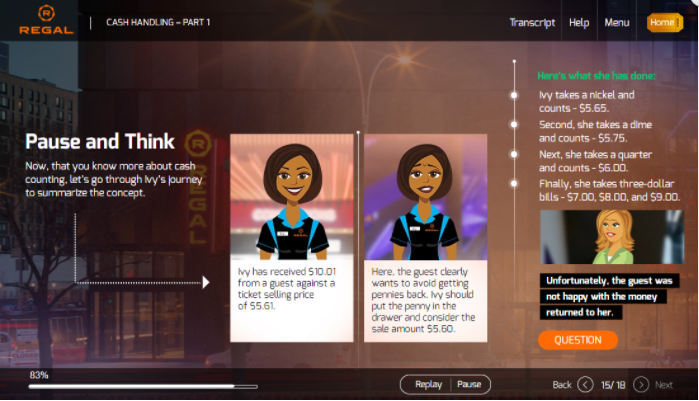 REGAL
CASH HANDLING – PART 1
Transcript
Help
Menu
Home
Pause and Think
Now, that you know more about cash
counting, let's go through Ivy's journey
to summarize the concept.
REGAL
Ivy has received $10.01
from a guest against a
ticket selling price
of $5.61.
Here, the guest clearly
wants to avoid getting
pennies back. Ivy should
put the penny in the
drawer and consider the
sale amount $5.60.
Here's what she has done:
Ivy takes a nickel and
counts - $5.65.
Second, she takes a dime
and counts - $5.75.
Next, she takes a quarter
and counts - $6.00.
Finally, she takes three-dollar
bills - $7.00, $8.00, and $9.00.
Unfortunately, the guest was
not happy with the money
returned to her.
QUESTION
83%
Replay
Pause
Back
15/18
Next